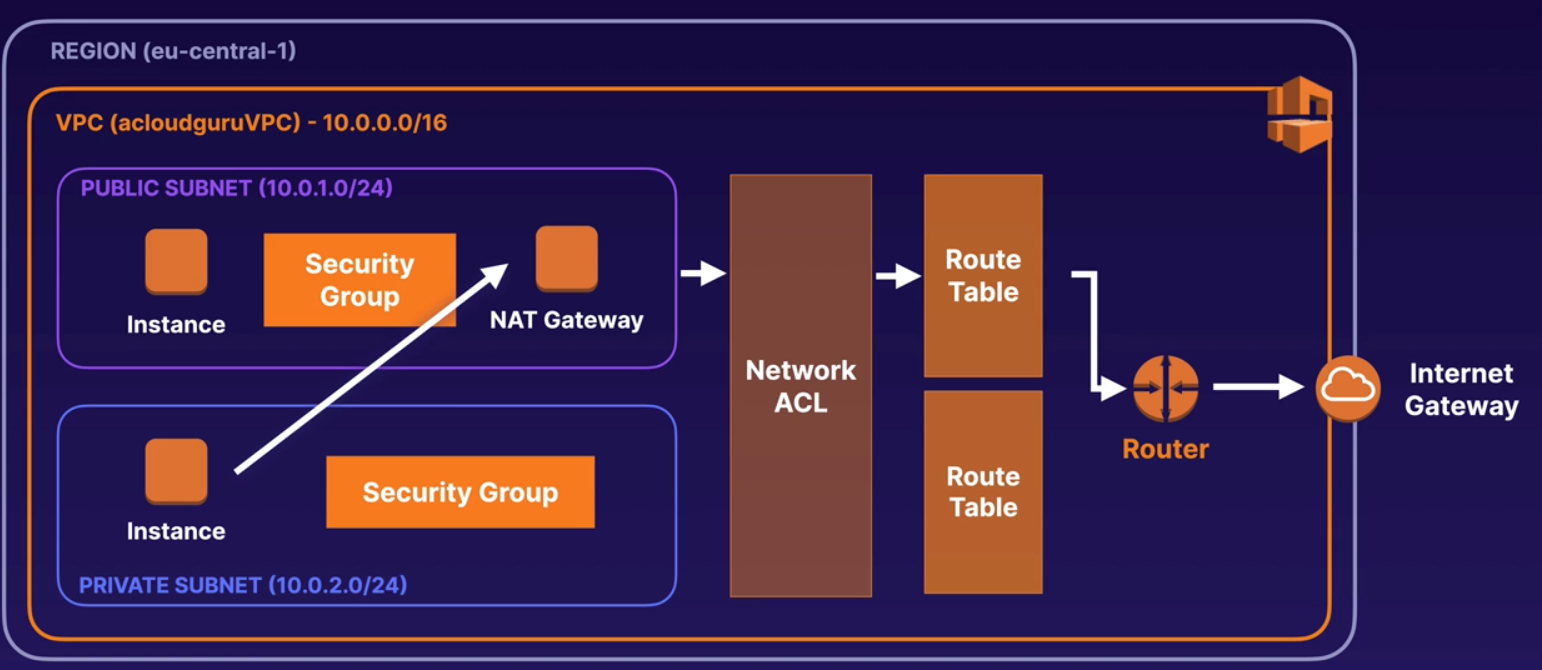 REGION (eu-central-1)
VPC (acloudguruVPC) - 10.0.0.0/16
PUBLIC SUBNET (10.0.1.0/24)
Instance
Security
Group
NAT Gateway
Instance
Security Group
PRIVATE SUBNET (10.0.2.0/24)
Network
ACL
Route
Table
Route
Table
Router
Internet
Gateway